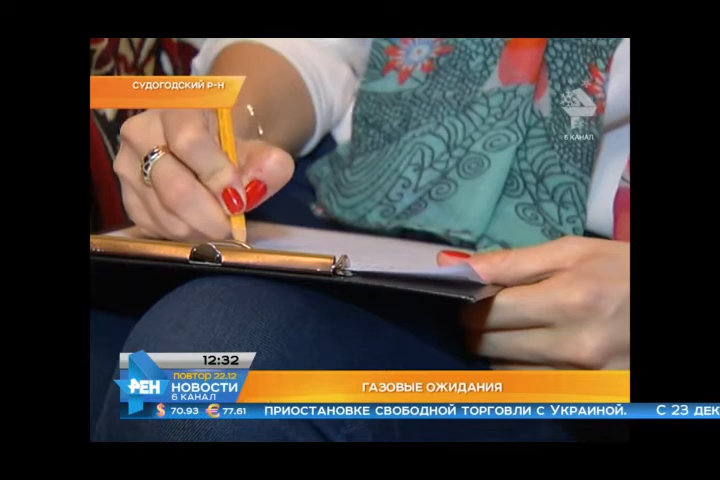 СУДОГОДСКИЙ Р-Н
6 КАНАЛ
12:32
ПОВТОР 22.12
РЕН НОВОСТИ
6 КАНАЛ
ГАЗОВЫЕ ОЖИДАНИЯ
$ 70.93 € 77.61 ПРИОСТАНОВКЕ СВОБОДНОЙ ТОРГОВЛИ С УКРАИНОЙ. С 23 ДЕК